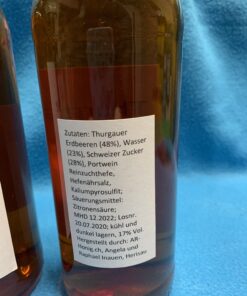 Zutaten: Thurgauer
Erdbeeren (48%), Wasser
(23%), Schweizer Zucker
(28%), Portwein
Reinzuchthefe,
Hefenährsalz,
Kaliumpyrosulfit;
Säuerungsmittel:
Zitronensäure;
MHD 12.2022; Losnr.
20.07.2020; kühl und
dunkel lagern, 17% Vol.
Hergestellt durch: AR-
Honig.ch, Angela und
Raphael Inauen, Herisau